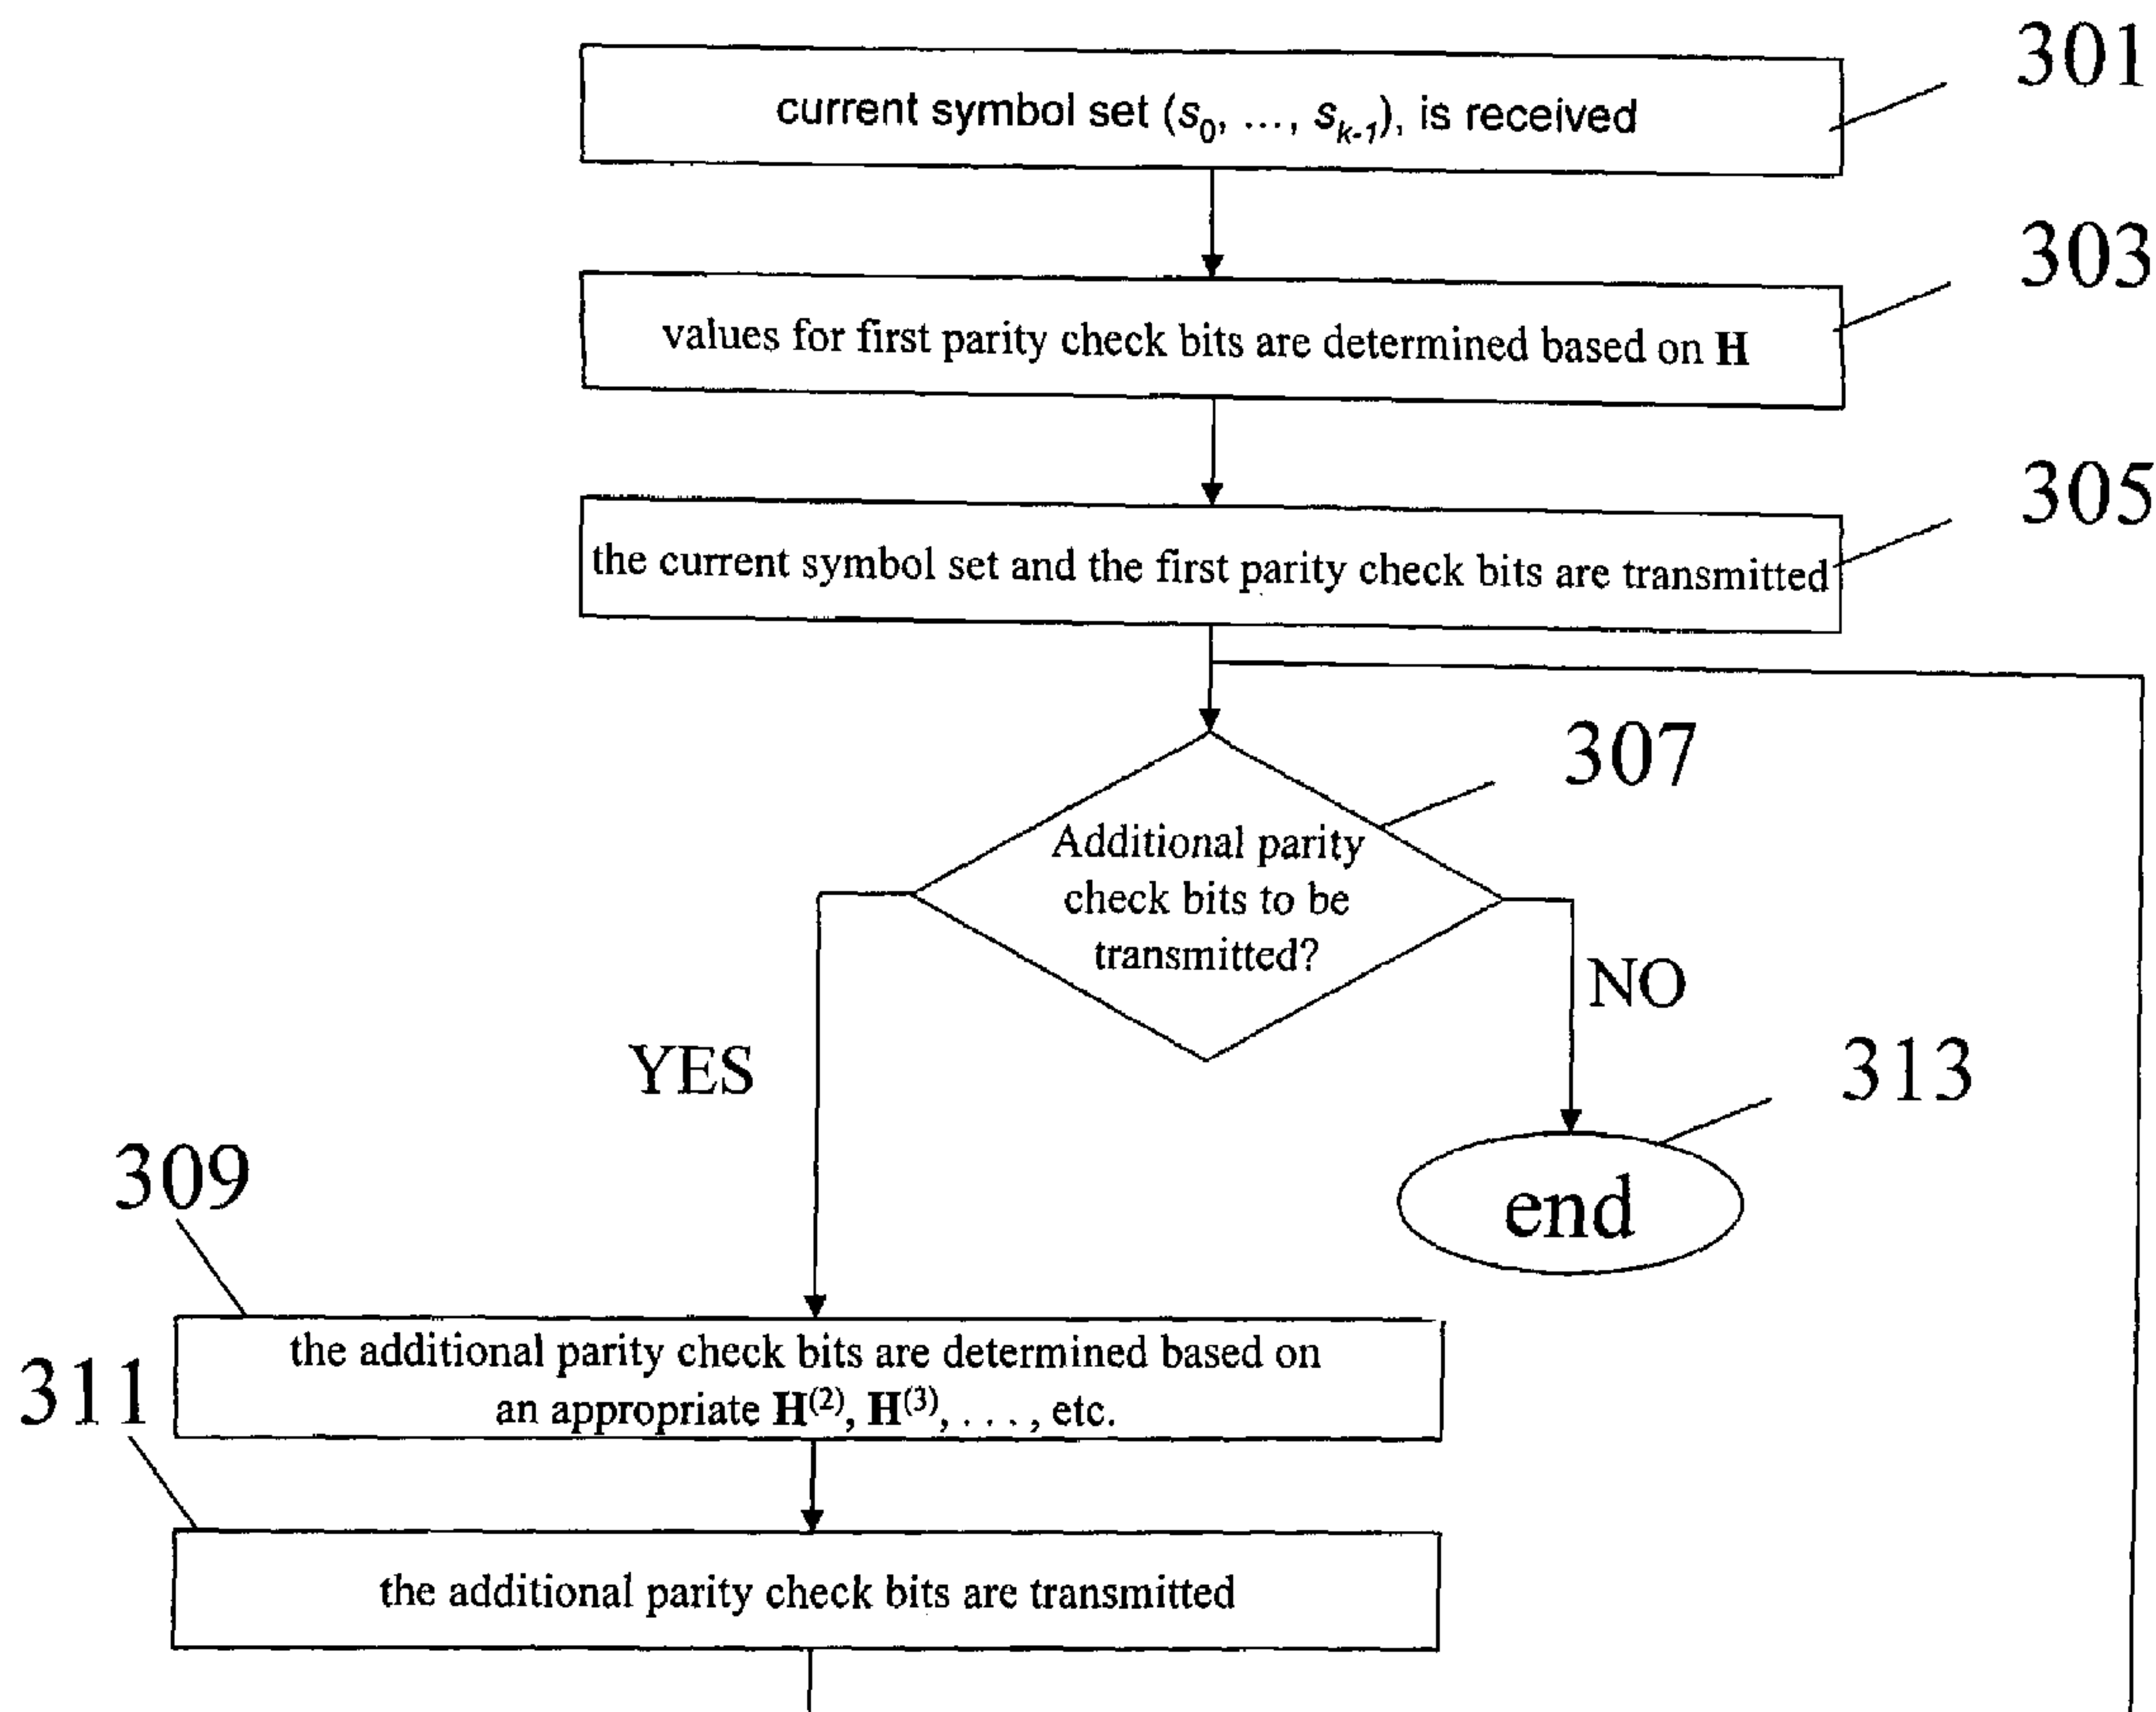 301
current symbol set (s0, ..., sk-1), is received
303
values for first parity check bits are determined based on H
305
the current symbol set and the first parity check bits are transmitted
307
Additional parity
check bits to be
transmitted?
NO
YES
313
end
309
the additional parity check bits are determined based on
an appropriate H(2), H(3), . . . , etc.
311
the additional parity check bits are transmitted